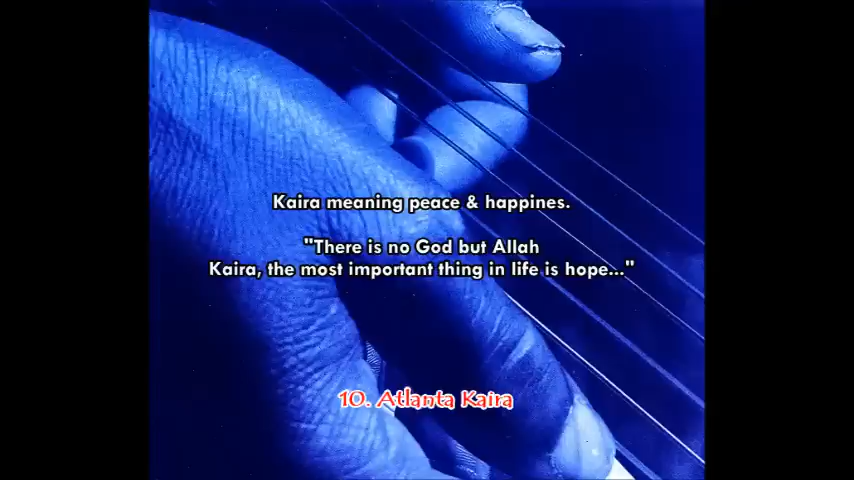 Kaira meaning peace & happines.
"There is no God but Allah
Kaira, the most important thing in life is hope..."
10. Atlanta Kaira